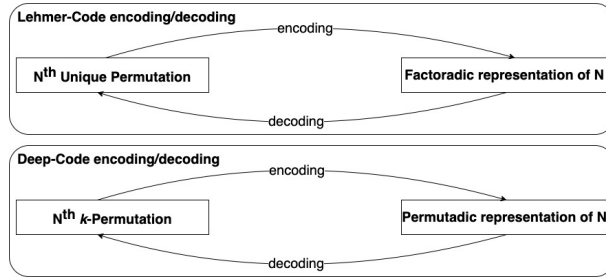 Lehmer-Code encoding/decoding
encoding
Nth Unique Permutation
Factoradic representation of N
decoding
Deep-Code encoding/decoding
encoding
Nth k-Permutation
Permutadic representation of N
decoding